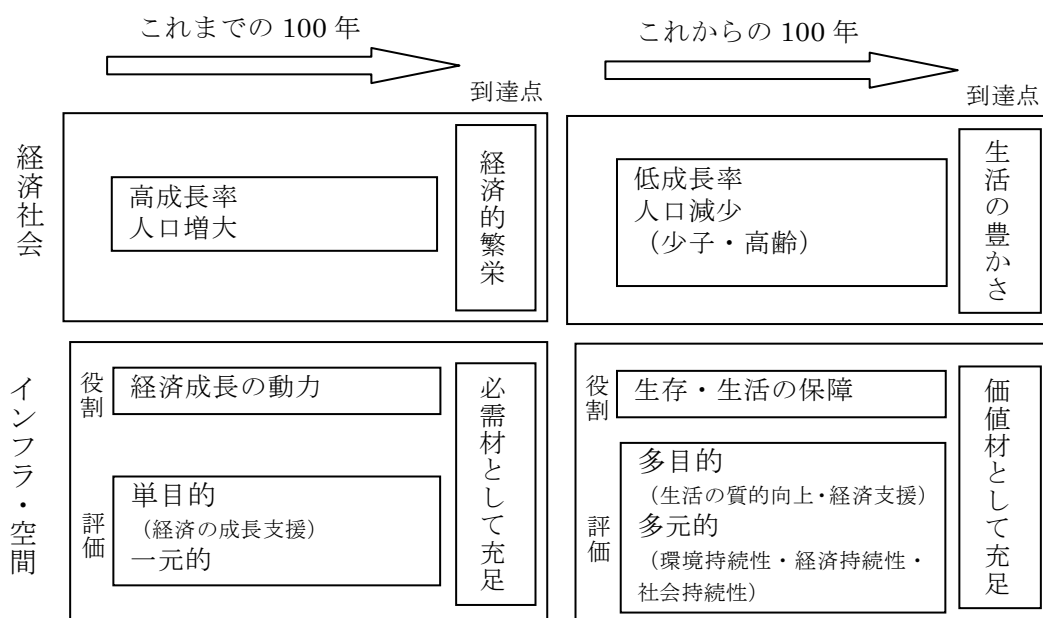 これまでの 100 年
これからの 100 年
到達点
到達点
経済社会
高成長率
人口増大
経済的繁栄
低成長率
人口減少
（少子・高齢）
生活の豊かさ
インフラ・空間
役割
経済成長の動力
評価
単目的
（経済の成長支援）
一元的
必需材として充足
役割
生存・生活の保障
評価
多目的
（生活の質的向上・経済支援）
多元的
（環境持続性・経済持続性・
社会持続性）
価値材として充足